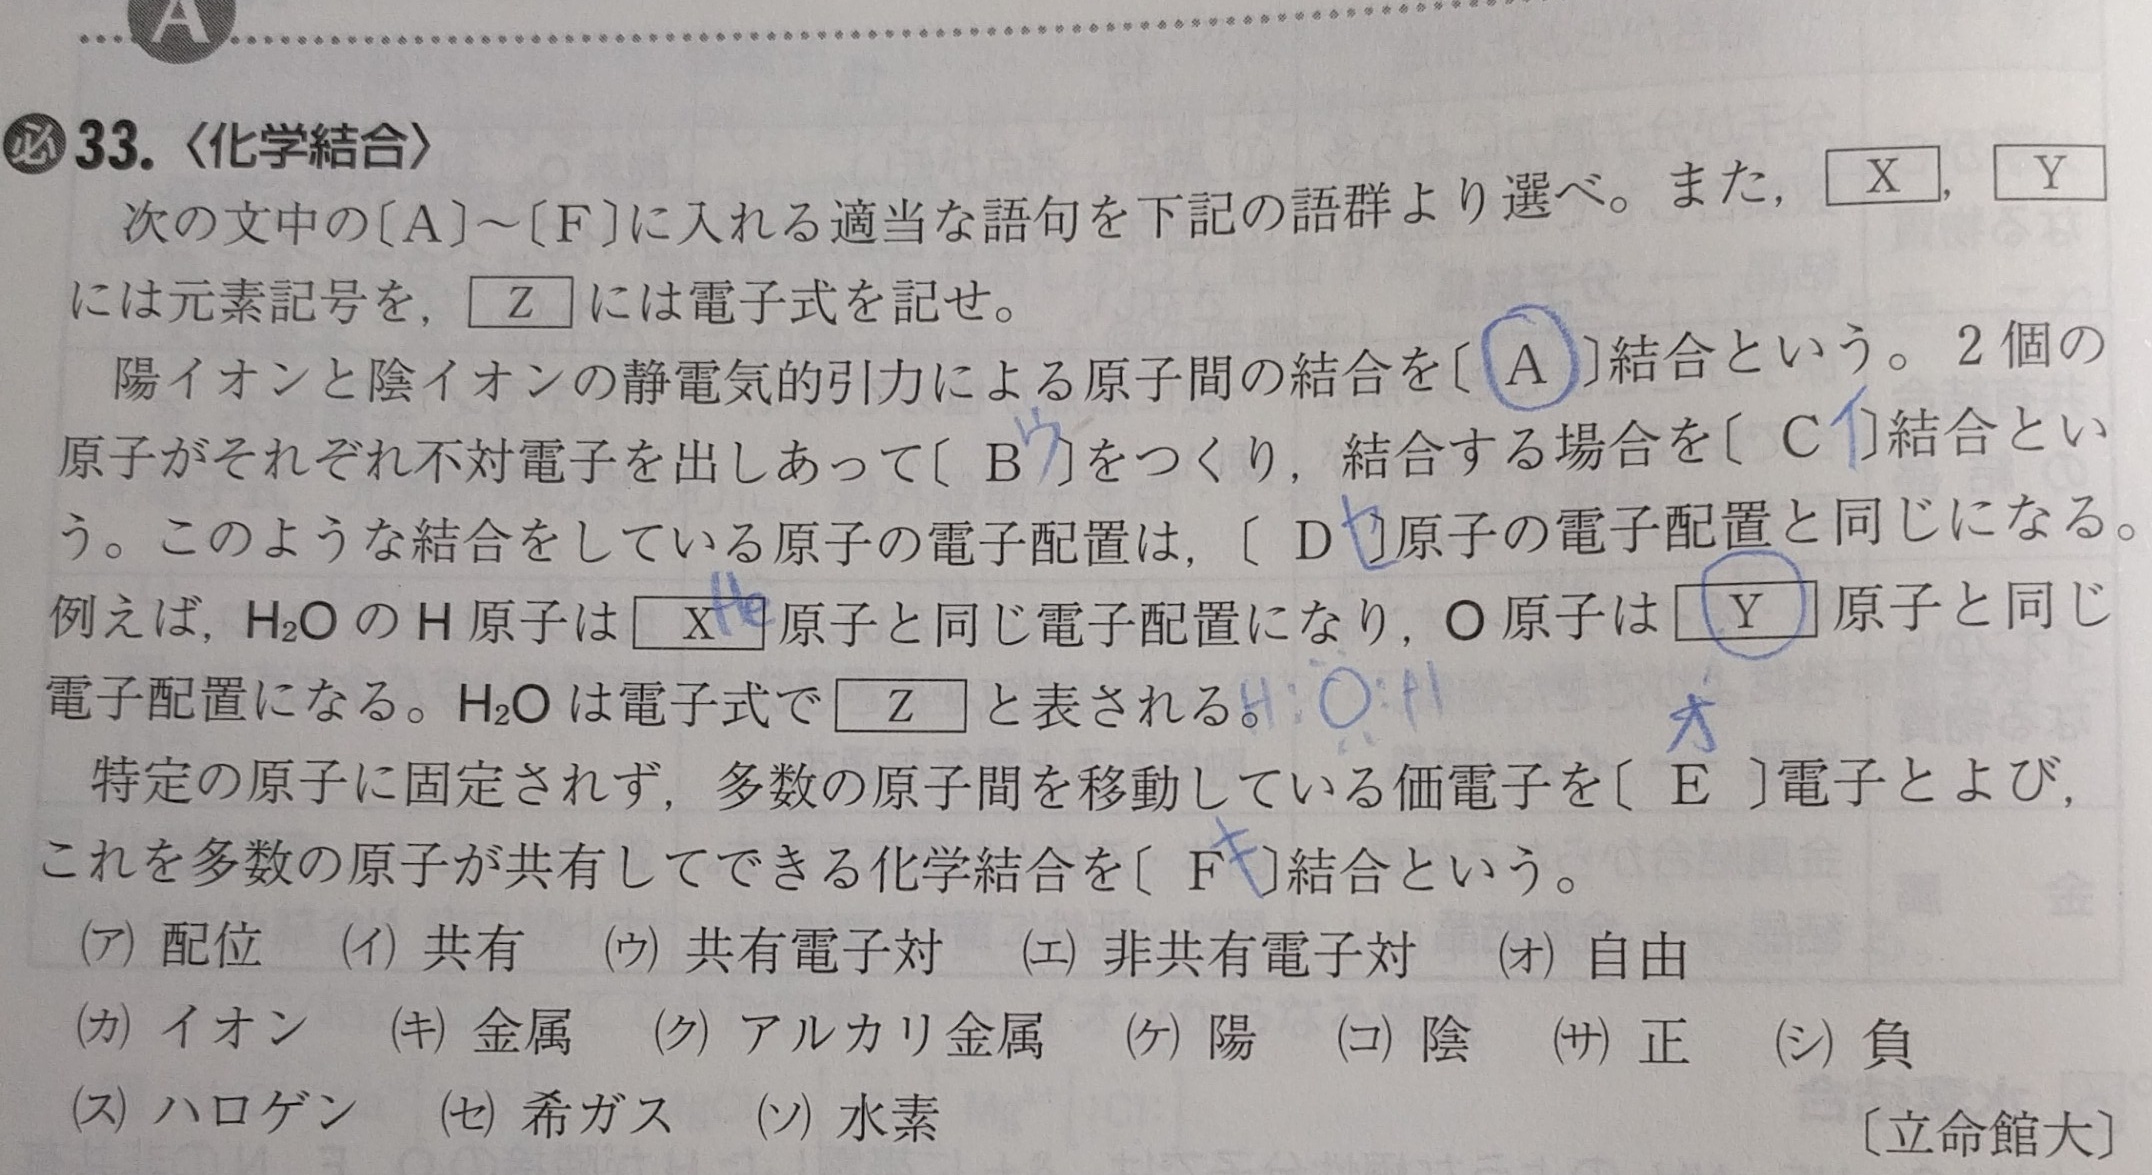 A
必 33. 〈化学結合〉
次の文中の〔A〕～〔F〕に入れる適当な語句を下記の語群より選べ。また, X , Y
には元素記号を, Z には電子式を記せ。
陽イオンと陰イオンの静電気的引力による原子間の結合を〔 A 〕結合という。2個の
原子がそれぞれ不対電子を出しあって〔 B ウ 〕をつくり, 結合する場合を〔 C イ 〕結合とい
う。このような結合をしている原子の電子配置は, 〔 D セ 〕原子の電子配置と同じになる。
例えば, H₂O の H 原子は X He 原子と同じ電子配置になり, O 原子は Y 原子と同じ
電子配置になる。H₂O は電子式で Z と表される。 H:O:H
オ
特定の原子に固定されず, 多数の原子間を移動している価電子を〔 E 〕電子とよび,
これを多数の原子が共有してできる化学結合を〔 F キ 〕結合という。
(ア) 配位 (イ) 共有 (ウ) 共有電子対 (エ) 非共有電子対 (オ) 自由
(カ) イオン (キ) 金属 (ク) アルカリ金属 (ケ) 陽 (コ) 陰 (サ) 正 (シ) 負
(ス) ハロゲン (セ) 希ガス (ソ) 水素
〔立命館大〕